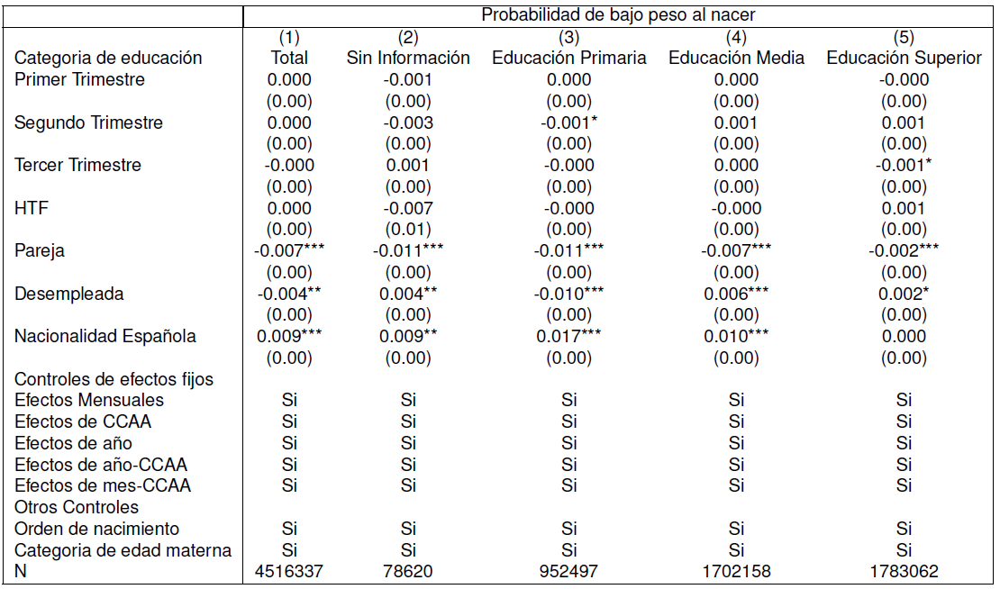 Probabilidad de bajo peso al nacer
(1) (2) (3) (4) (5)
Categoria de educación Total Sin Información Educación Primaria Educación Media Educación Superior
Primer Trimestre 0.000 -0.001 0.000 0.000 -0.000
(0.00) (0.00) (0.00) (0.00) (0.00)
Segundo Trimestre 0.000 -0.003 -0.001* 0.001 0.001
(0.00) (0.00) (0.00) (0.00) (0.00)
Tercer Trimestre -0.000 0.001 -0.000 0.000 -0.001*
(0.00) (0.00) (0.00) (0.00) (0.00)
HTF 0.000 -0.007 -0.000 -0.000 0.001
(0.00) (0.01) (0.00) (0.00) (0.00)
Pareja -0.007*** -0.011*** -0.011*** -0.007*** -0.002***
(0.00) (0.00) (0.00) (0.00) (0.00)
Desempleada -0.004** 0.004** -0.010*** 0.006*** 0.002*
(0.00) (0.00) (0.00) (0.00) (0.00)
Nacionalidad Española 0.009*** 0.009** 0.017*** 0.010*** 0.000
(0.00) (0.00) (0.00) (0.00) (0.00)
Controles de efectos fijos
Efectos Mensuales Si Si Si Si Si
Efectos de CCAA Si Si Si Si Si
Efectos de año Si Si Si Si Si
Efectos de año-CCAA Si Si Si Si Si
Efectos de mes-CCAA Si Si Si Si Si
Otros Controles
Orden de nacimiento Si Si Si Si Si
Categoria de edad materna Si Si Si Si Si
N 4516337 78620 952497 1702158 1783062